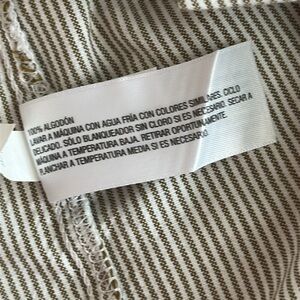 100% ALGODÓN
LAVAR A MÁQUINA CON AGUA FRÍA CON COLORES SIMILARES. CICLO
DELICADO. SÓLO BLANQUEADOR SIN CLORO SI ES NECESARIO. SECAR A
MÁQUINA A TEMPERATURA BAJA. RETIRAR OPORTUNAMENTE.
PLANCHAR A TEMPERATURA MEDIA SI ES NECESARIO.